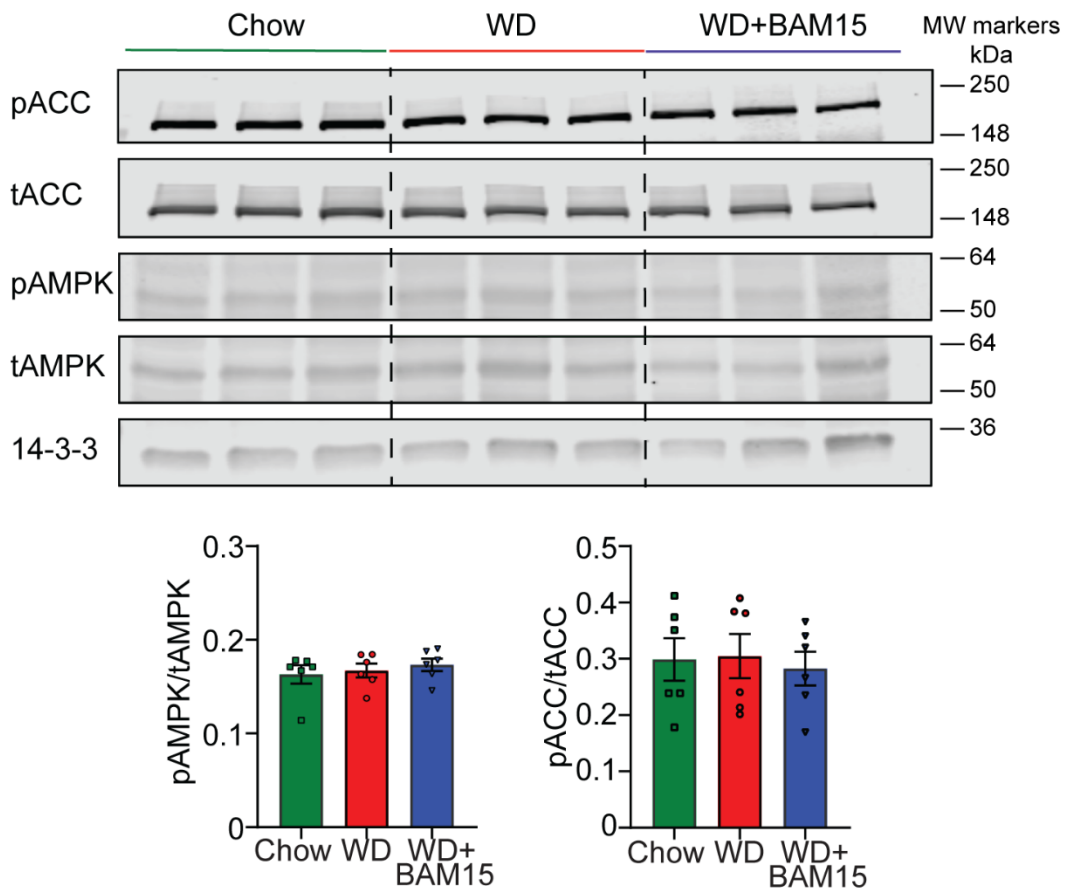 Chow WD WD+BAM15 MW markers
kDa
pACC
250
148
tACC
250
148
pAMPK
64
50
tAMPK
64
50
14-3-3
36
pAMPK/tAMPK
0.3
0.2
0.1
0
Chow WD WD+
BAM15
pACC/tACC
0.5
0.4
0.3
0.2
0.1
0
Chow WD WD+
BAM15